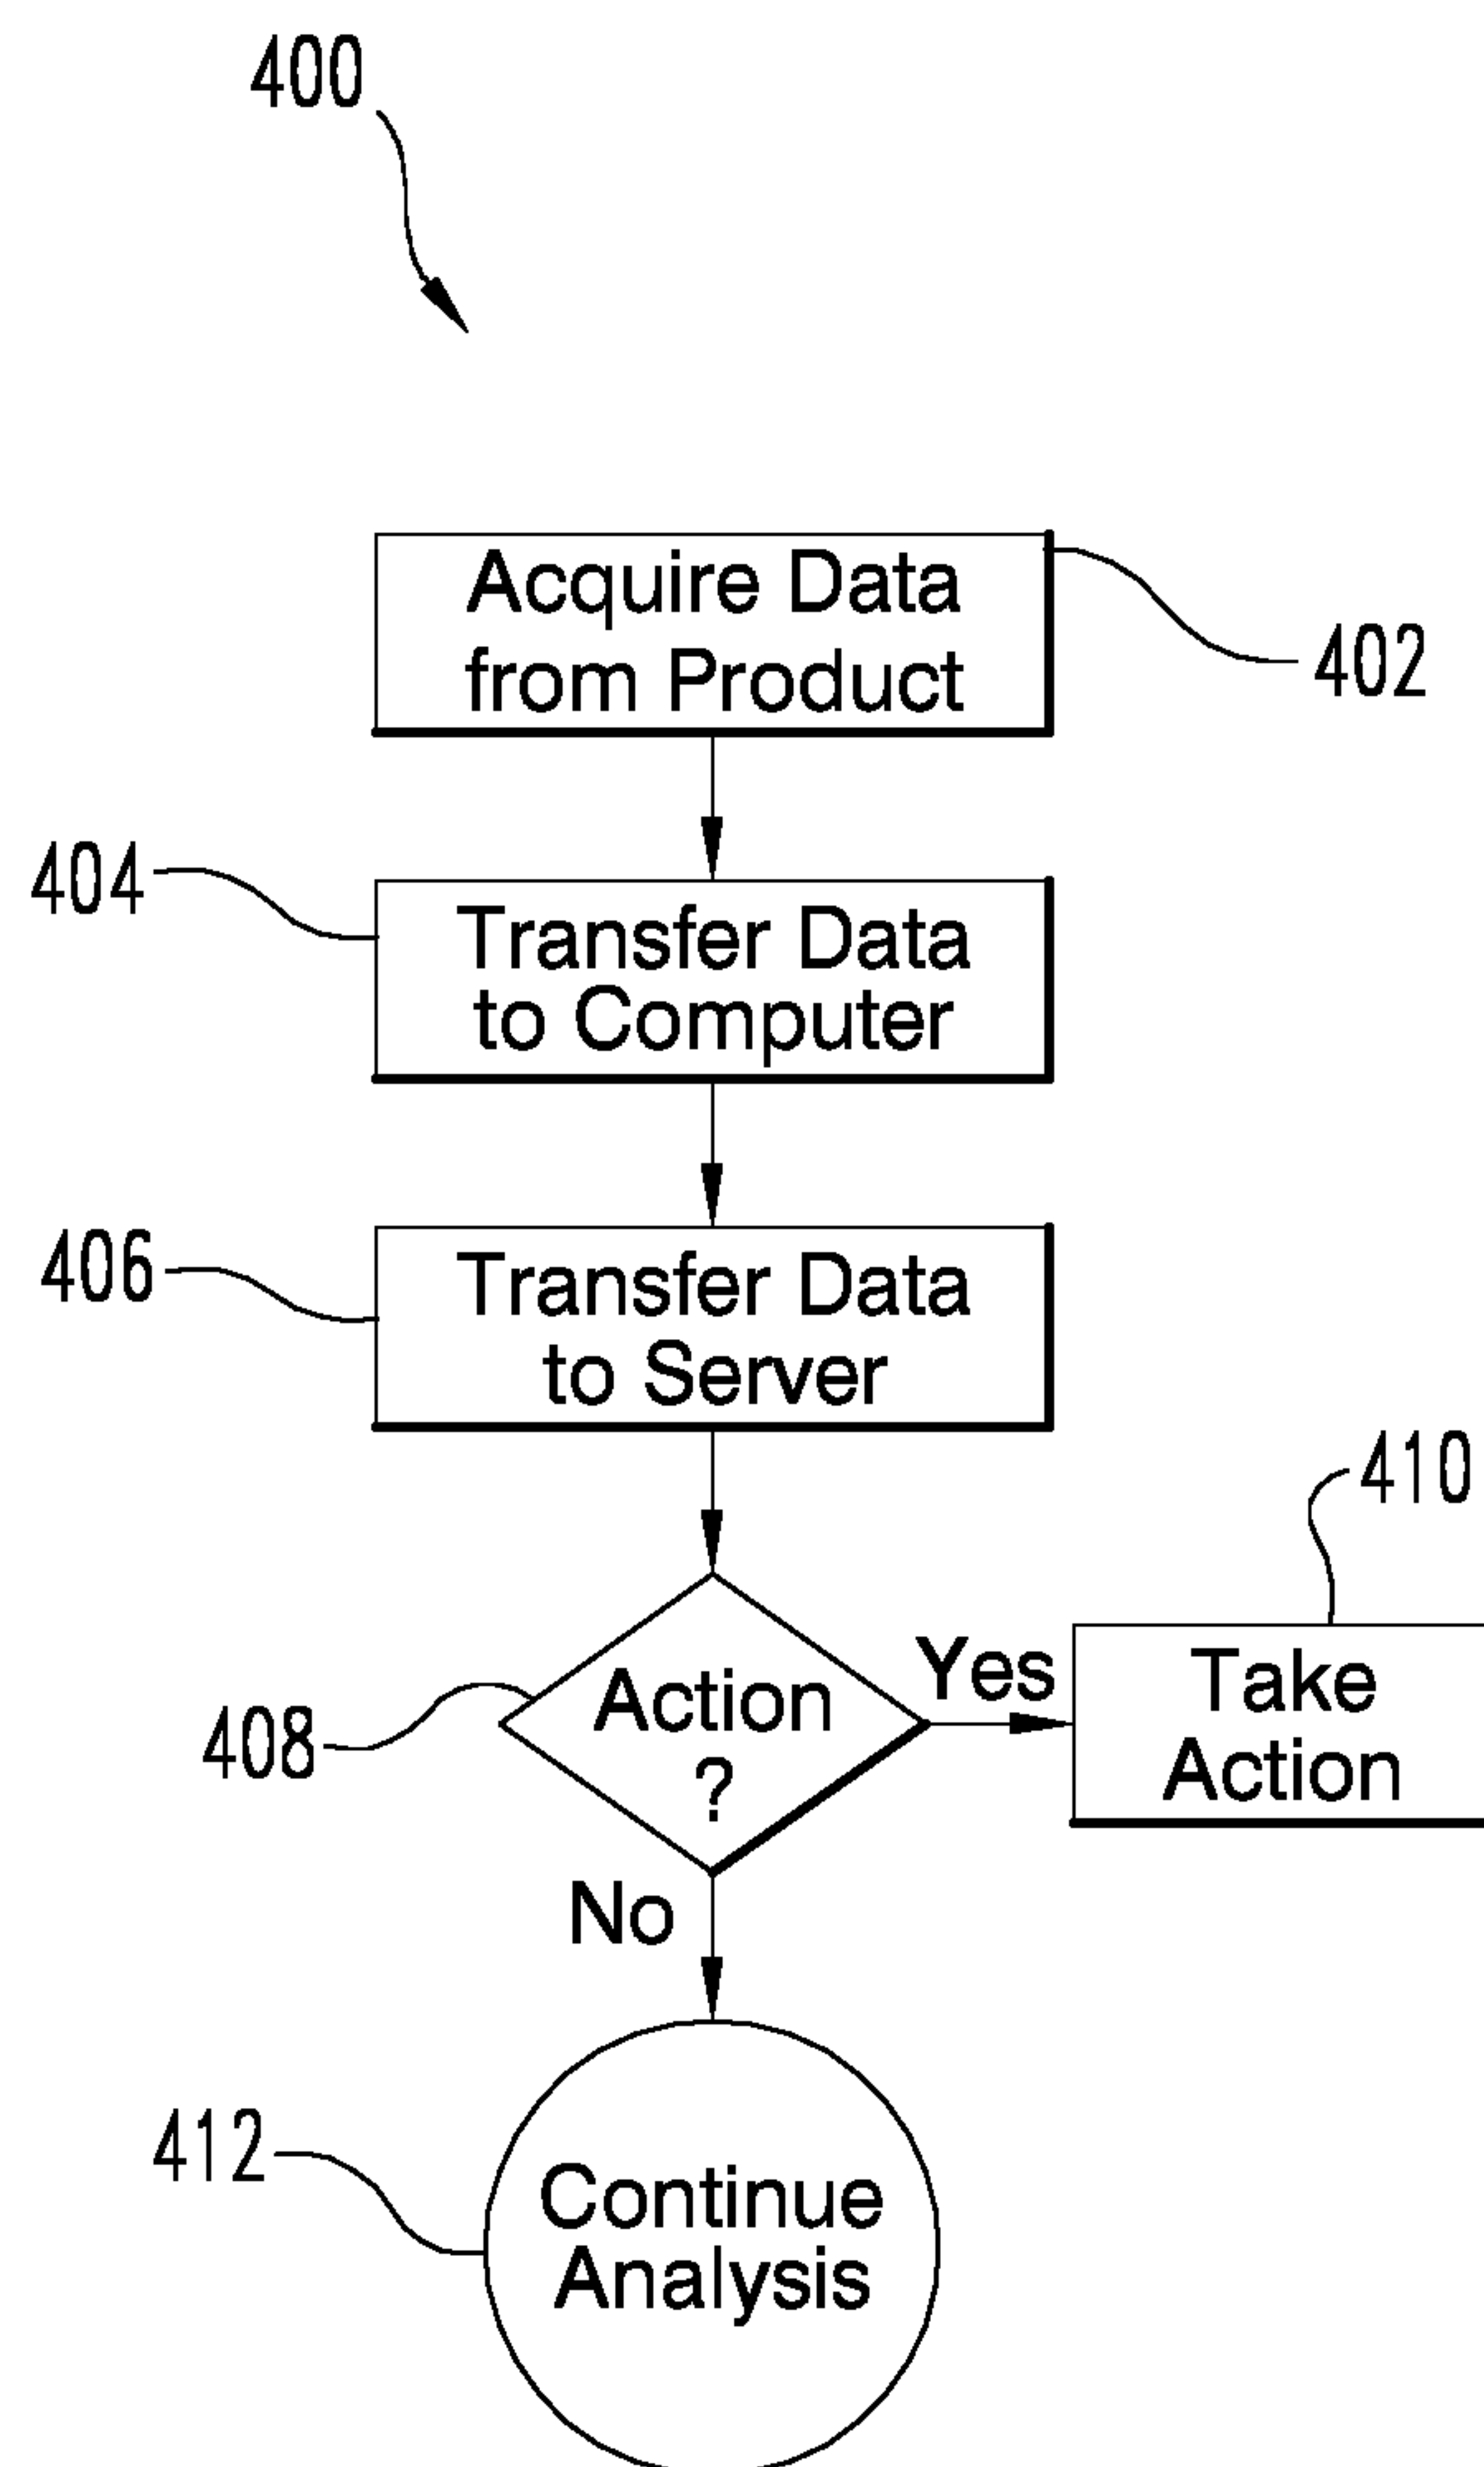 400
Acquire Data
from Product
402
404
Transfer Data
to Computer
406
Transfer Data
to Server
410
Action
?
Yes
Take
Action
408
No
412
Continue
Analysis